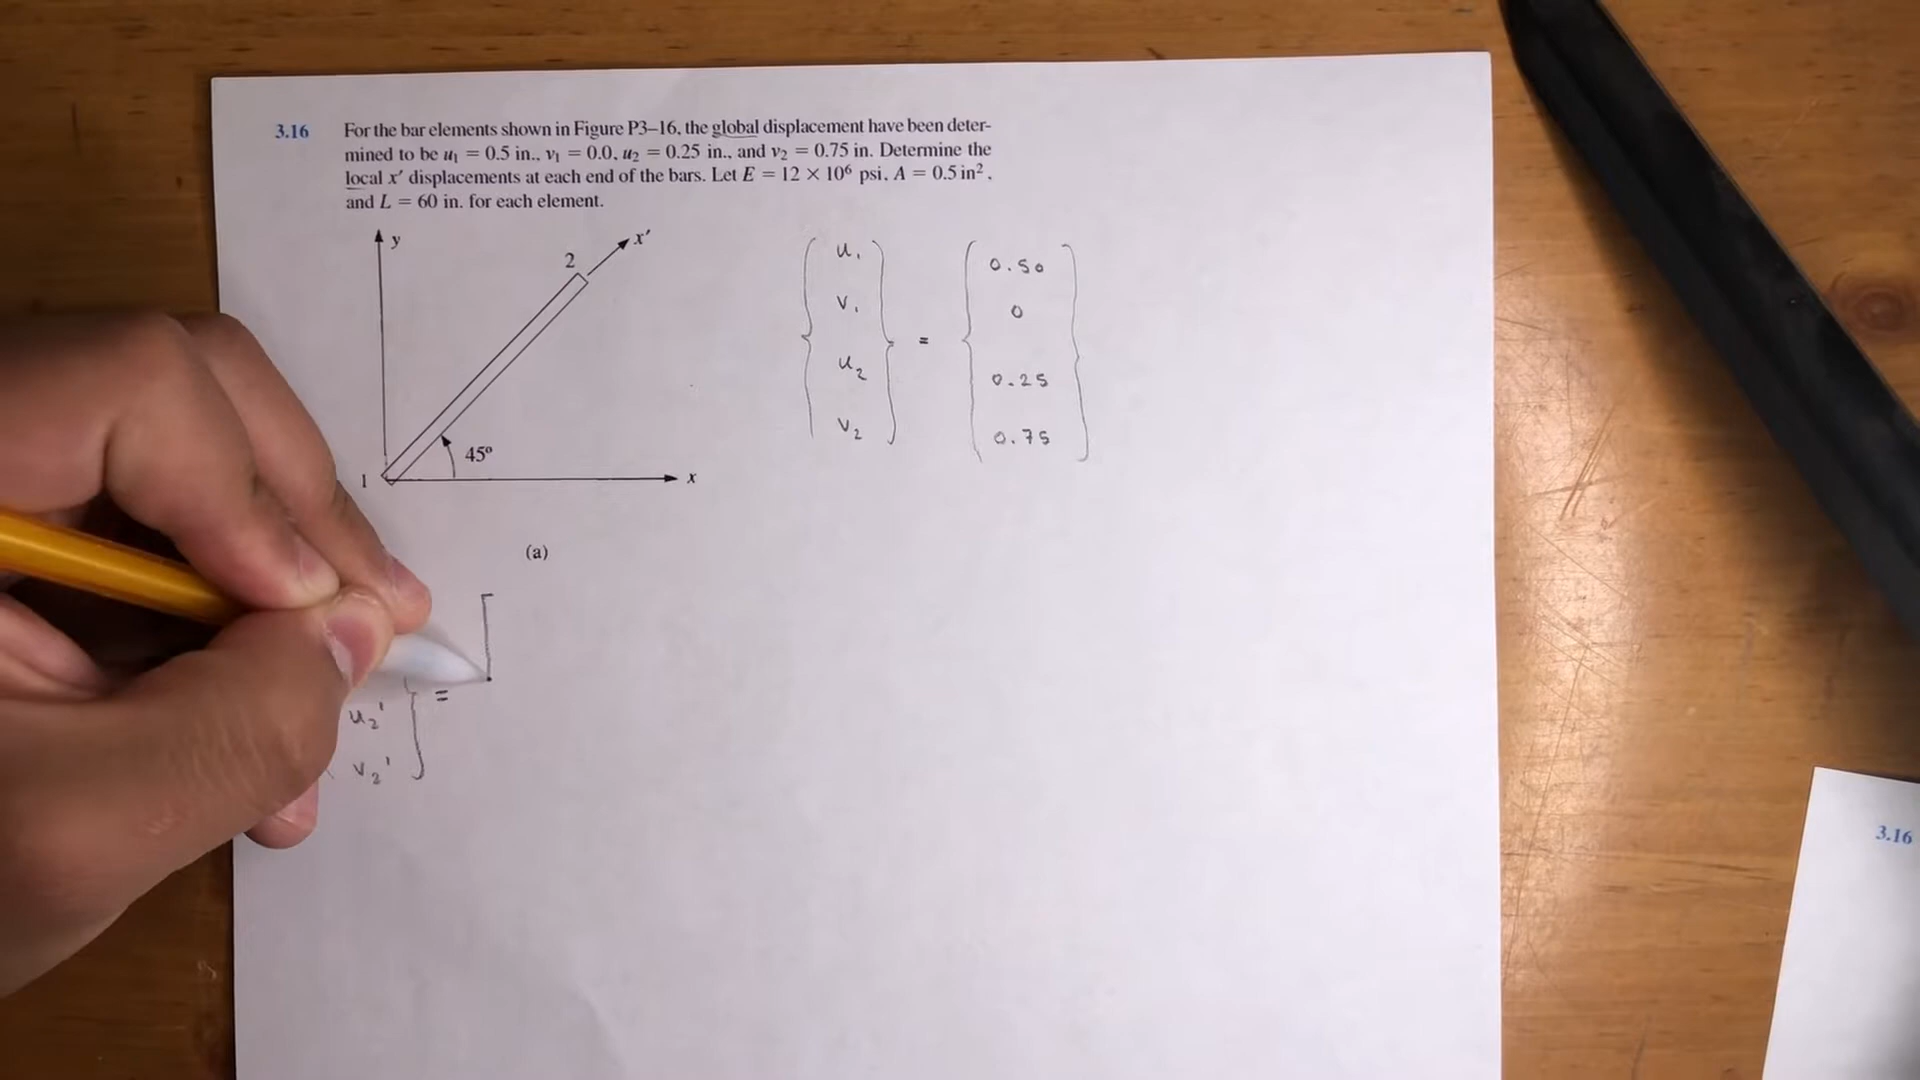 3.16 For the bar elements shown in Figure P3–16, the global displacement have been deter-
mined to be u₁ = 0.5 in., v₁ = 0.0, u₂ = 0.25 in., and v₂ = 0.75 in. Determine the
local x′ displacements at each end of the bars. Let E = 12 × 10⁶ psi, A = 0.5 in².
and L = 60 in. for each element.
y
2
x′
45°
1
x
(a)
u₁
v₁
u₂
v₂
=
0.50
0
0.25
0.75
u₂'
v₂'
=
3.16